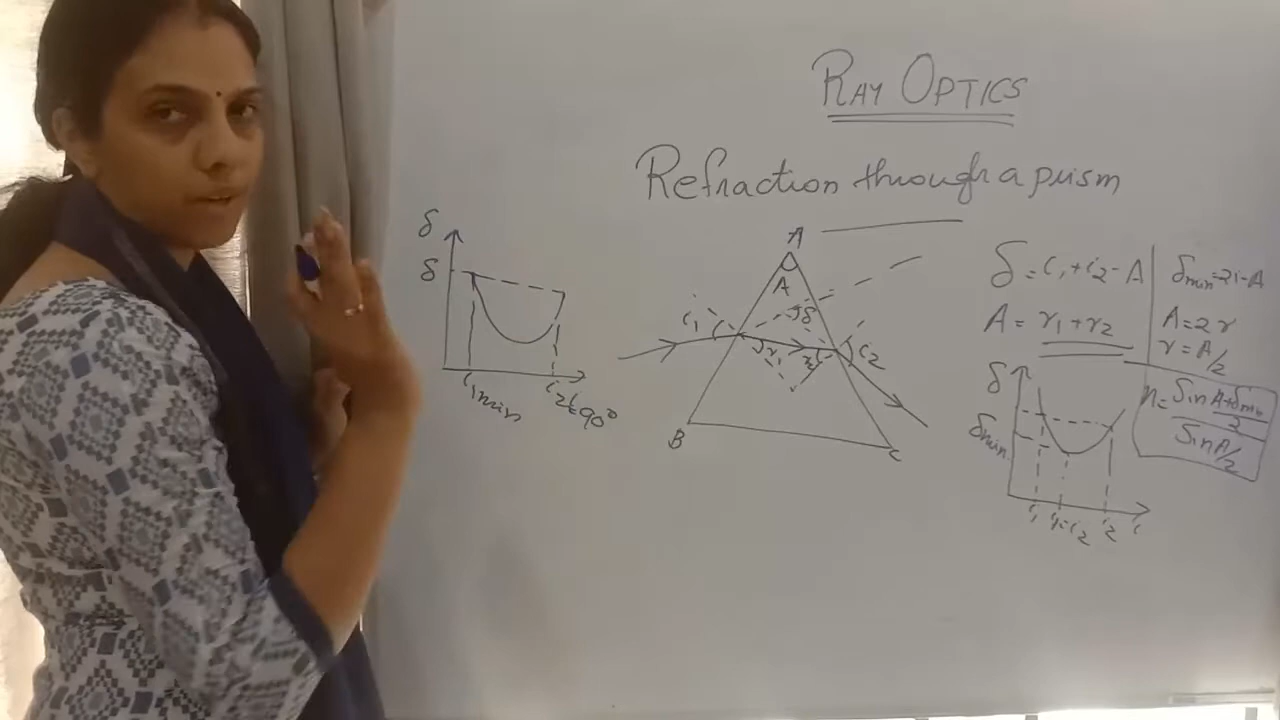 RAY OPTICS
Refraction through a prism
δ
δ
i1min
i2(90°
A
A
δ
i1
r1
r2
i2
B
C
δ = i1 + i2 - A
A = r1 + r2
δmin = 2i - A
A = 2r
r = A/2
n = Sin A+δmin/2
Sin A/2
δ
δmin
i1
i1=i2
i2
i